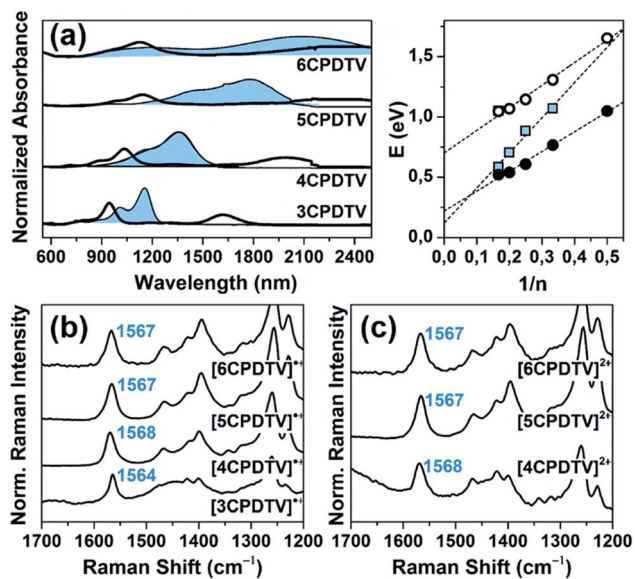 (a)
Normalized Absorbance
6CPDTV
5CPDTV
4CPDTV
3CPDTV
600 900 1200 1500 1800 2100 2400
Wavelength (nm)
E (eV)
1,5
1,0
0,5
0,0
0,0 0,1 0,2 0,3 0,4 0,5
1/n
(b)
Norm. Raman Intensity
1567
[6CPDTV]•+
1567
[5CPDTV]•+
1568
[4CPDTV]•+
1564
[3CPDTV]•+
1700 1600 1500 1400 1300 1200
Raman Shift (cm⁻¹)
(c)
Norm. Raman Intensity
1567
[6CPDTV]2+
1567
[5CPDTV]2+
1568
[4CPDTV]2+
1700 1600 1500 1400 1300 1200
Raman Shift (cm⁻¹)